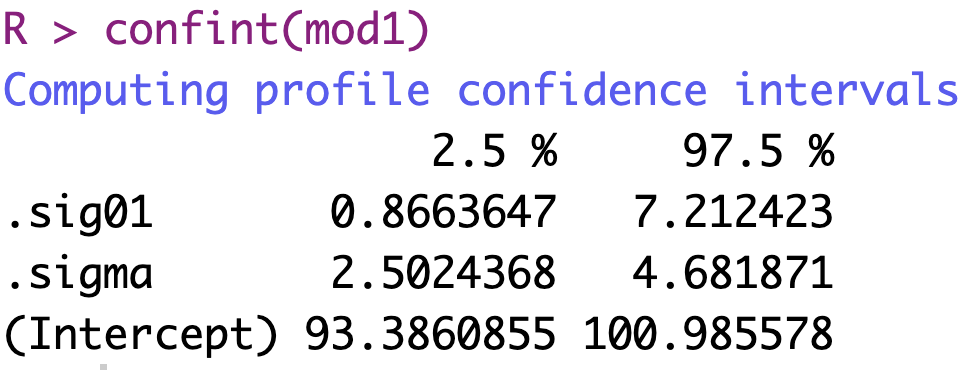 R > confint(mod1)
Computing profile confidence intervals
2.5 % 97.5 %
.sig01 0.8663647 7.212423
.sigma 2.5024368 4.681871
(Intercept) 93.3860855 100.985578